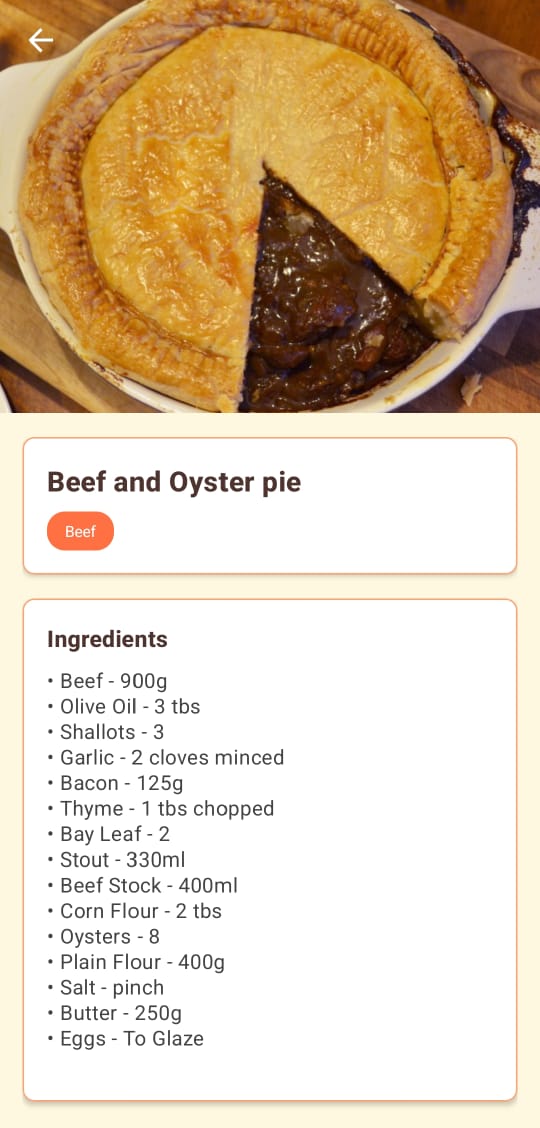 Beef and Oyster pie
Beef
Ingredients
• Beef - 900g
• Olive Oil - 3 tbs
• Shallots - 3
• Garlic - 2 cloves minced
• Bacon - 125g
• Thyme - 1 tbs chopped
• Bay Leaf - 2
• Stout - 330ml
• Beef Stock - 400ml
• Corn Flour - 2 tbs
• Oysters - 8
• Plain Flour - 400g
• Salt - pinch
• Butter - 250g
• Eggs - To Glaze